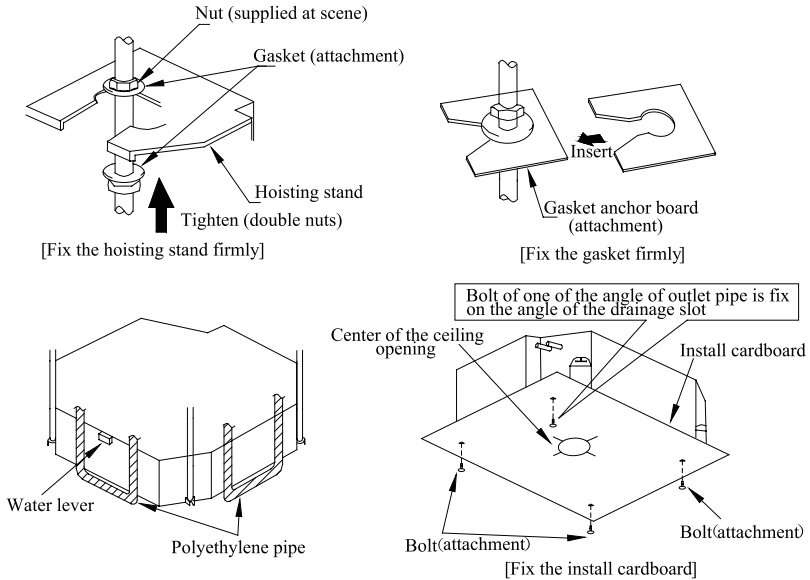 Nut (supplied at scene)
Gasket (attachment)
Hoisting stand
Tighten (double nuts)
[Fix the hoisting stand firmly]
Insert
Gasket anchor board
(attachment)
[Fix the gasket firmly]
Water lever
Polyethylene pipe
Bolt of one of the angle of outlet pipe is fix
on the angle of the drainage slot
Center of the ceiling
opening
Install cardboard
Bolt(attachment)
Bolt(attachment)
[Fix the install cardboard]